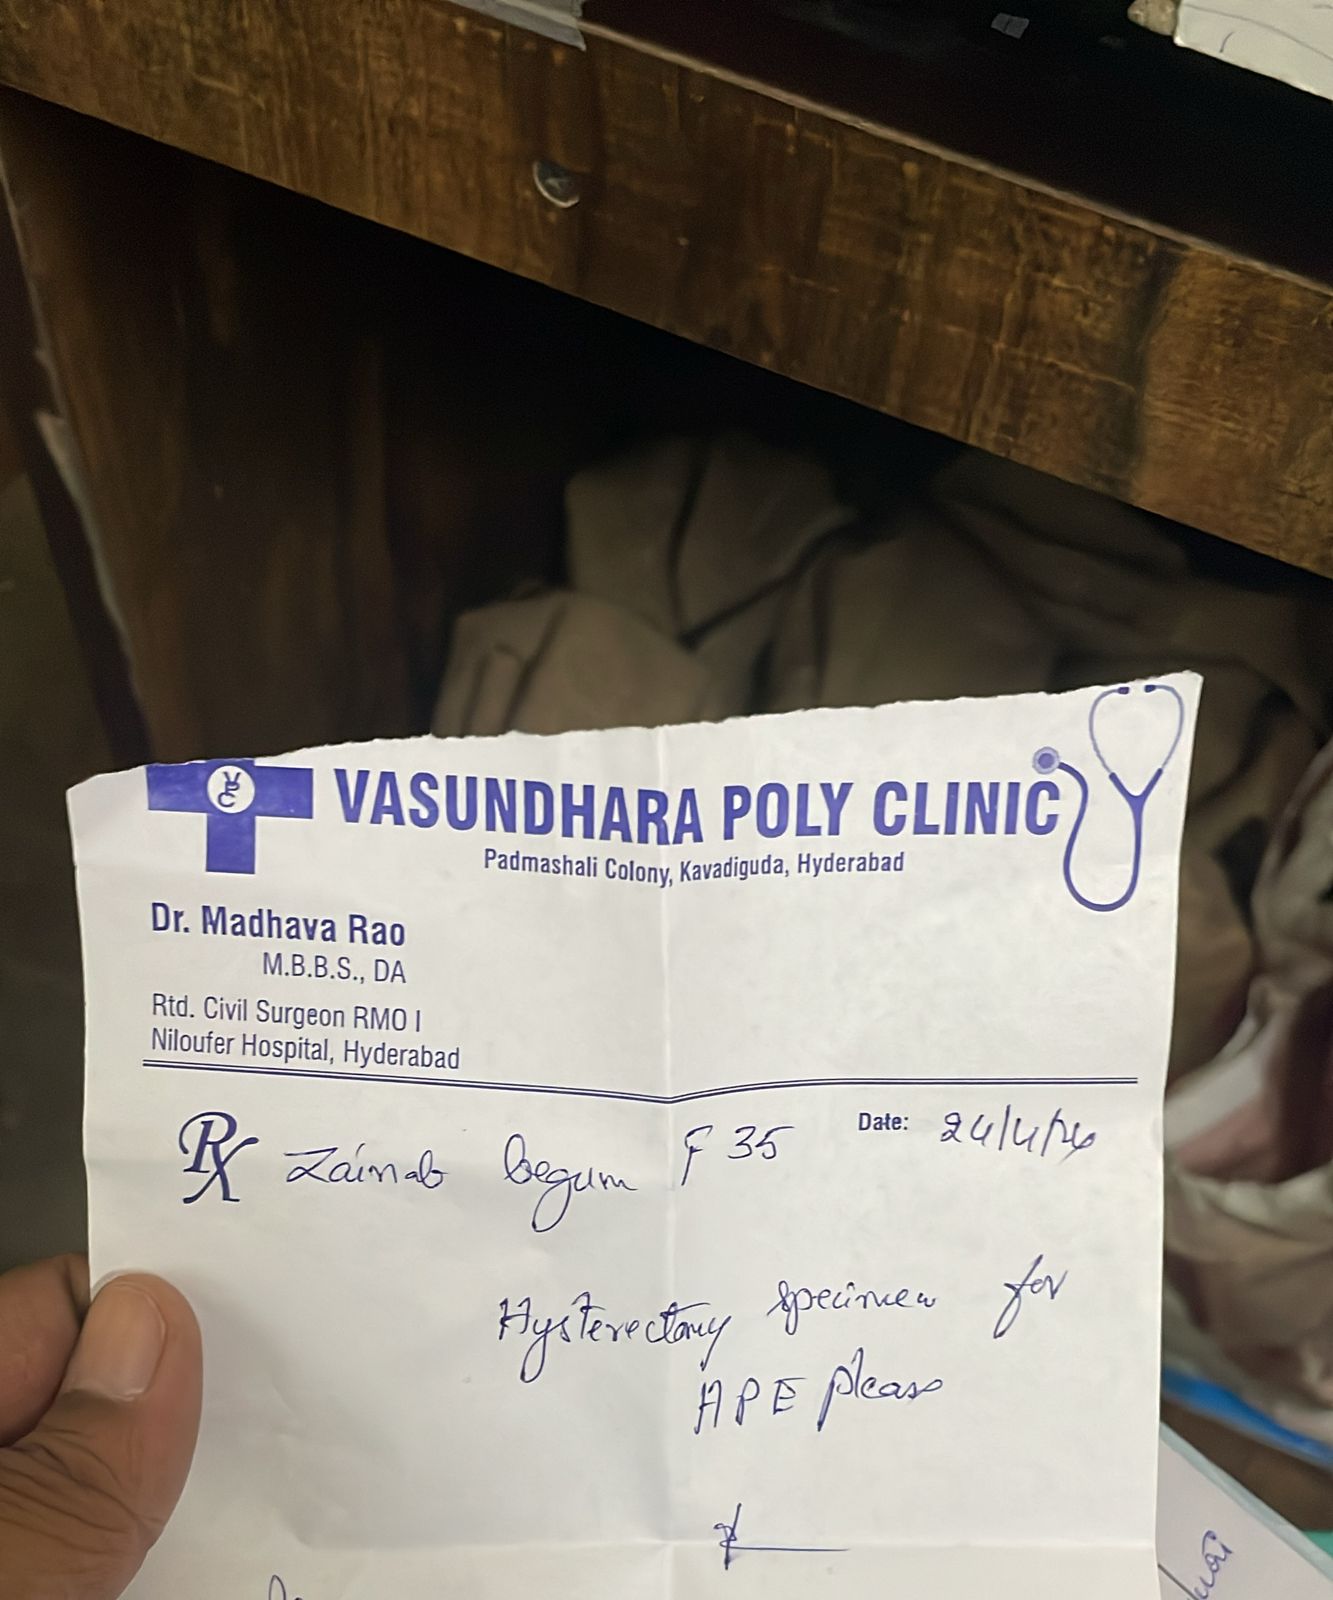 VPC
VASUNDHARA POLY CLINIC
Padmashali Colony, Kavadiguda, Hyderabad
Dr. Madhava Rao
M.B.B.S., DA
Rtd. Civil Surgeon RMO I
Niloufer Hospital, Hyderabad
Date: 24/4/24
Rx Zainab begum F 35
Hysterectomy specimen for
HPE please